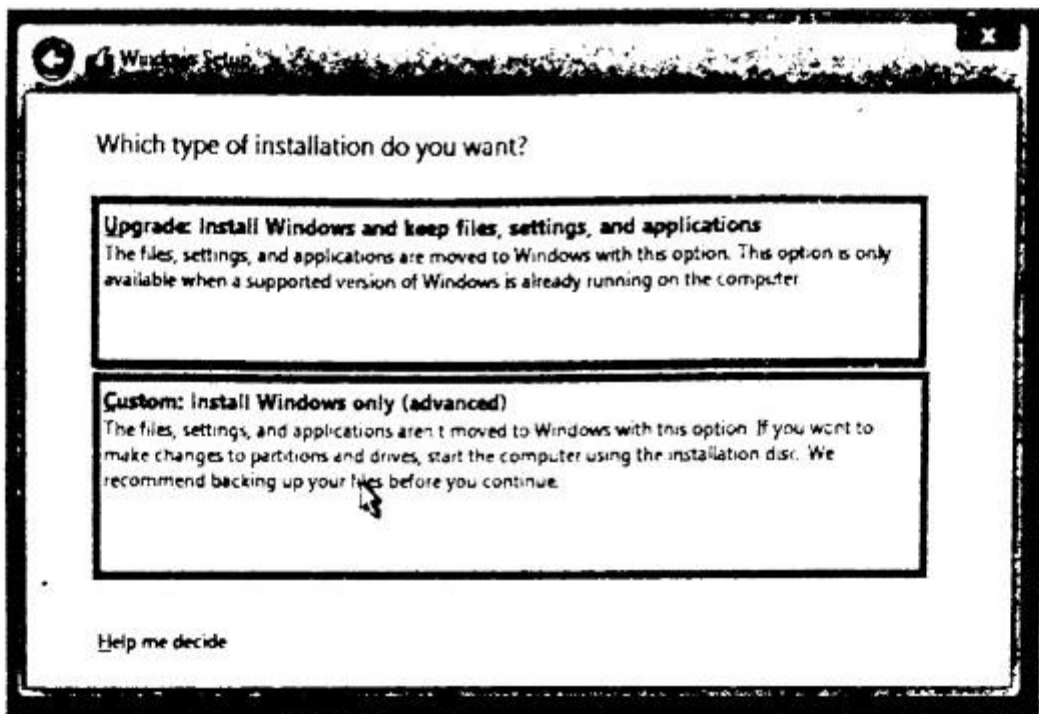 Windows Setup
Which type of installation do you want?
Upgrade: Install Windows and keep files, settings, and applications
The files, settings, and applications are moved to Windows with this option. This option is only
available when a supported version of Windows is already running on the computer
Custom: Install Windows only (advanced)
The files, settings, and applications aren't moved to Windows with this option If you want to
make changes to partitions and drives, start the computer using the installation disc. We
recommend backing up your files before you continue
Help me decide